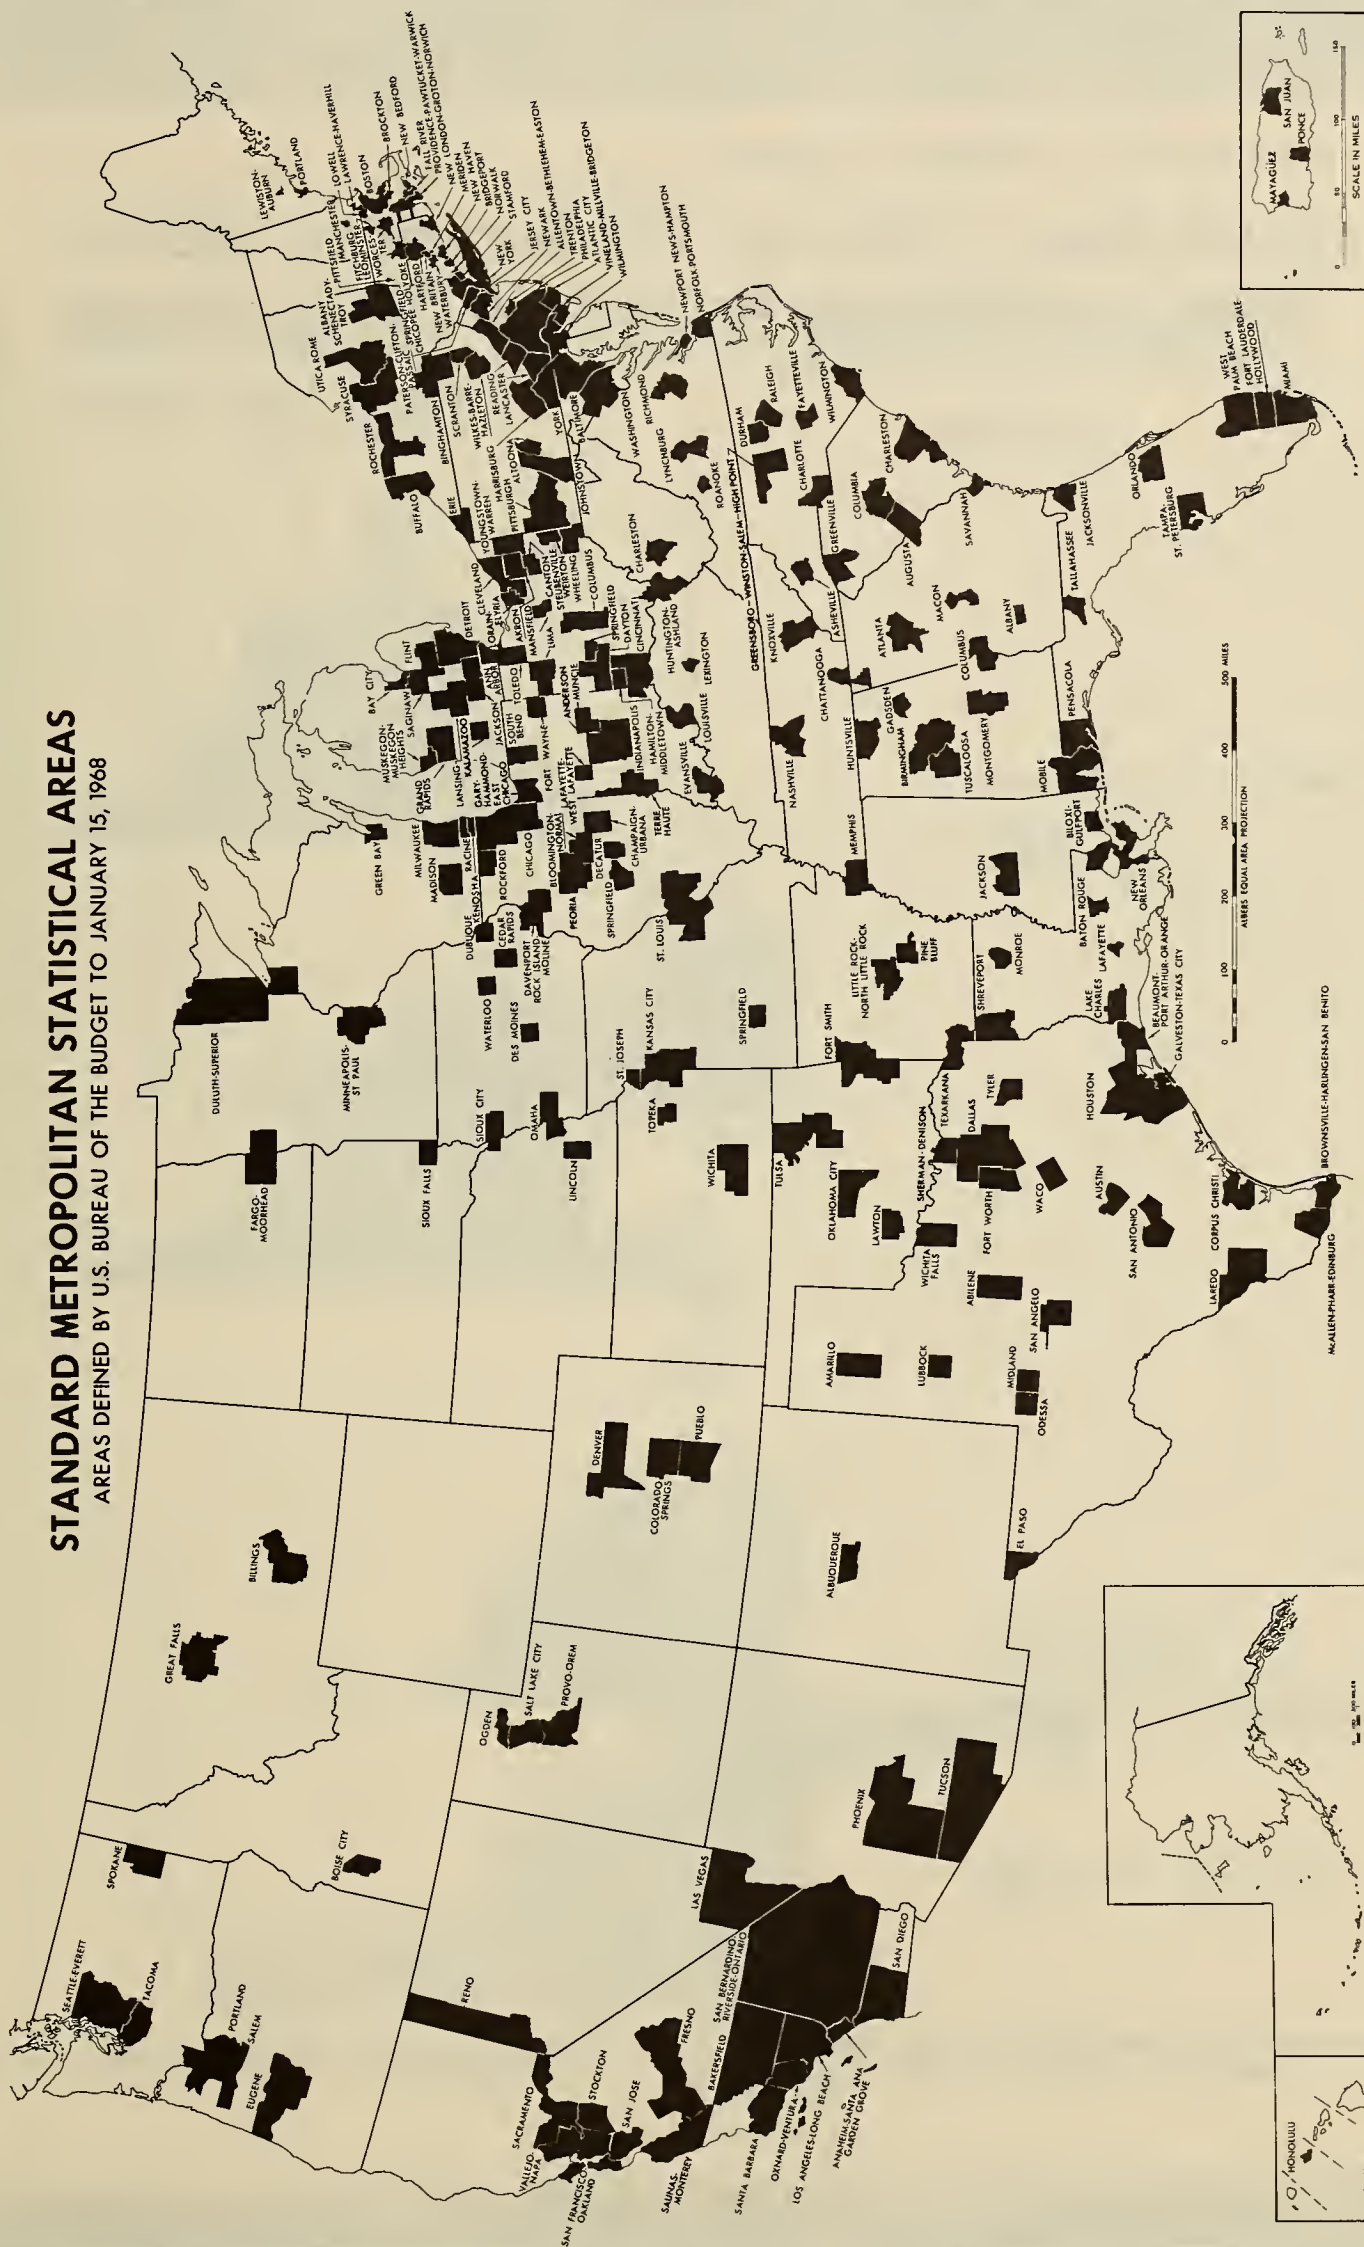 STANDARD METROPOLITAN STATISTICAL AREAS
AREAS DEFINED BY U.S. BUREAU OF THE BUDGET TO JANUARY 15, 1968
SEATTLE-EVERETT
TACOMA
SPOKANE
PORTLAND
SALEM
EUGENE
BOISE CITY
GREAT FALLS
BILLINGS
RENO
SACRAMENTO
VALLEJO-
NAPA
STOCKTON
SAN FRANCISCO
OAKLAND
SAN JOSE
FRESNO
SALINAS-
MONTEREY
BAKERSFIELD
SAN BERNARDINO-
RIVERSIDE-ONTARIO
SANTA BARBARA
OXNARD-VENTURA
LOS ANGELES-LONG BEACH
ANAHEIM-SANTA ANA
GARDEN GROVE
SAN DIEGO
LAS VEGAS
OGDEN
SALT LAKE CITY
PROVO-OREM
PHOENIX
TUCSON
DENVER
COLORADO
SPRINGS
PUEBLO
ALBUQUERQUE
EL PASO
FARGO-
MOORHEAD
SIOUX FALLS
DULUTH-SUPERIOR
MINNEAPOLIS-
ST PAUL
SIOUX CITY
OMAHA
LINCOLN
WATERLOO
DES MOINES
DUBUQUE
CEDAR
RAPIDS
DAVENPORT
ROCK ISLAND
MOLINE
ST. JOSEPH
KANSAS CITY
TOPEKA
WICHITA
SPRINGFIELD
ST. LOUIS
TULSA
OKLAHOMA CITY
LAWTON
FORT SMITH
LITTLE ROCK-
NORTH LITTLE ROCK
PINE
BLUFF
AMARILLO
LUBBOCK
MIDLAND
ODESSA
SAN ANGELO
ABILENE
WICHITA
FALLS
FORT WORTH
SHERMAN-DENISON
TEXARKANA
DALLAS
TYLER
WACO
AUSTIN
SAN ANTONIO
HOUSTON
CORPUS CHRISTI
LAREDO
McALLEN-PHARR-EDINBURG
BROWNSVILLE-HARLINGEN-SAN BENITO
GALVESTON-TEXAS CITY
BEAUMONT-
PORT ARTHUR-ORANGE
SHREVEPORT
MONROE
LAKE
CHARLES
LAFAYETTE
BATON ROUGE
NEW
ORLEANS
JACKSON
BILOXI-
GULFPORT
MEMPHIS
GREEN BAY
MILWAUKEE
MADISON
RACINE
KENOSHA
ROCKFORD
CHICAGO
BLOOMINGTON-
NORMAL
PEORIA
DECATUR
SPRINGFIELD
CHAMPAIGN-
URBANA
MUSKEGON-
MUSKEGON
HEIGHTS
GRAND
RAPIDS
BAY CITY
SAGINAW
FLINT
DETROIT
LANSING
KALAMAZOO
JACKSON
ANN
ARBOR
GARY-
HAMMOND-
EAST
CHICAGO
SOUTH
BEND
FORT WAYNE
LAFAYETTE-
WEST LAFAYETTE
ANDERSON
MUNCIE
INDIANAPOLIS
TERRE
HAUTE
EVANSVILLE
HAMILTON-
MIDDLETOWN
TOLEDO
CLEVELAND
LORAIN
ELYRIA
AKRON
MANSFIELD
LIMA
CANTON
STEUBENVILLE
WEIRTON
WHEELING
COLUMBUS
SPRINGFIELD
DAYTON
CINCINNATI
YOUNGSTOWN-
WARREN
LOUISVILLE
LEXINGTON
HUNTINGTON-
ASHLAND
CHARLESTON
NASHVILLE
KNOXVILLE
CHATTANOOGA
HUNTSVILLE
GADSDEN
BIRMINGHAM
TUSCALOOSA
MONTGOMERY
MOBILE
PENSACOLA
COLUMBUS
ATLANTA
MACON
ALBANY
AUGUSTA
SAVANNAH
TALLAHASSEE
JACKSONVILLE
ORLANDO
TAMPA-
ST. PETERSBURG
WEST
PALM BEACH
FORT LAUDERDALE-
HOLLYWOOD
MIAMI
ASHEVILLE
GREENVILLE
COLUMBIA
CHARLESTON
CHARLOTTE
GREENSBORO-WINSTON-SALEM-HIGH POINT
DURHAM
RALEIGH
FAYETTEVILLE
WILMINGTON
ROANOKE
LYNCHBURG
RICHMOND
NEWPORT NEWS-HAMPTON
NORFOLK-PORTSMOUTH
WASHINGTON
BALTIMORE
ERIE
PITTSBURGH
JOHNSTOWN
ALTOONA
HARRISBURG
YORK
LANCASTER
READING
WILKES-BARRE-
HAZLETON
SCRANTON
BINGHAMTON
BUFFALO
ROCHESTER
SYRACUSE
UTICA ROME
ALBANY
SCHENECTADY-
TROY
PATERSON-CLIFTON-
PASSAIC
PITTSFIELD
MANCHESTER
FITCHBURG
LEOMINSTER
WORCES
TER
SPRINGFIELD
CHICOPEE HOLYOKE
HARTFORD
NEW
BRITAIN
WATERBURY
LEWISTON-
AUBURN
PORTLAND
LOWELL
LAWRENCE-HAVERHILL
BOSTON
BROCKTON
NEW BEDFORD
FALL RIVER
PROVIDENCE-PAWTUCKET-WARWICK
NEW LONDON-GROTON-NORWICH
MERIDEN
NEW HAVEN
BRIDGEPORT
NORWALK
STAMFORD
NEW
YORK
JERSEY CITY
NEWARK
ALLENTOWN-BETHLEHEM-EASTON
TRENTON
PHILADELPHIA
ATLANTIC CITY
VINELAND-MILLVILLE-BRIDGETON
WILMINGTON
0 100 200 300 400 500 MILES
ALBERS EQUAL AREA PROJECTION
HONOLULU
MAYAGÜEZ
SAN JUAN
PONCE
0 50 100 150
SCALE IN MILES